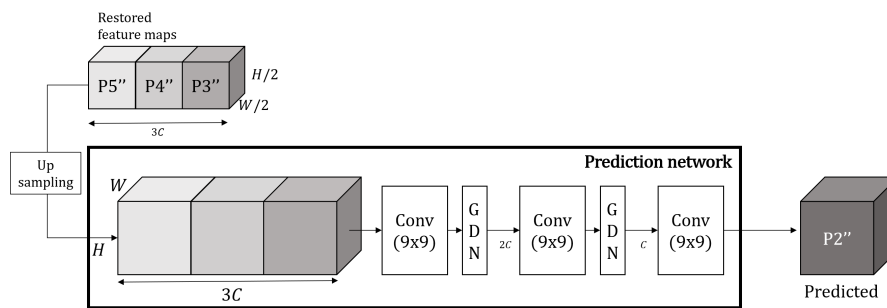 Restored
feature maps
P5’’ P4’’ P3’’
H/2
W/2
3C
Up
sampling
Prediction network
W
H
3C
Conv
(9x9)
G
D
N
2C
Conv
(9x9)
G
D
N
C
Conv
(9x9)
P2’’
Predicted